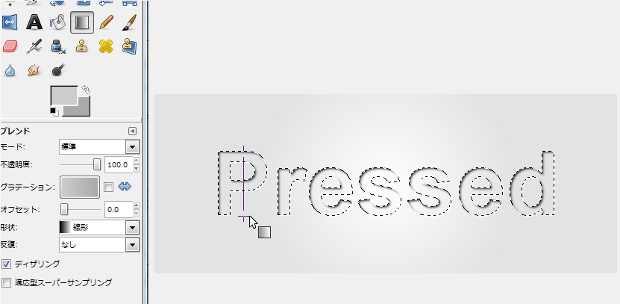 ブレンド
モード: 標準
不透明度: 100.0
グラデーション:
オフセット: 0.0
形状: 線形
反復: なし
ディザリング
適応型スーパーサンプリング
Pressed